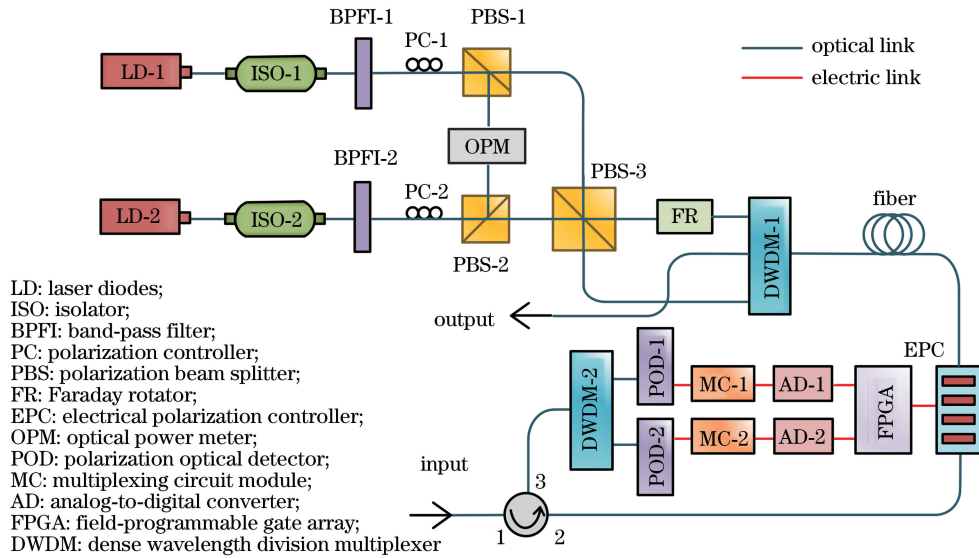 BPFI-1
PBS-1
PC-1
LD-1
ISO-1
optical link
electric link
OPM
BPFI-2
PC-2
PBS-3
LD-2
ISO-2
PBS-2
FR
DWDM-1
fiber
output
LD: laser diodes;
ISO: isolator;
BPFI: band-pass filter;
PC: polarization controller;
PBS: polarization beam splitter;
FR: Faraday rotator;
EPC: electrical polarization controller;
OPM: optical power meter;
POD: polarization optical detector;
MC: multiplexing circuit module;
AD: analog-to-digital converter;
FPGA: field-programmable gate array;
DWDM: dense wavelength division multiplexer
EPC
DWDM-2
POD-1
MC-1
AD-1
FPGA
POD-2
MC-2
AD-2
input
3
1
2